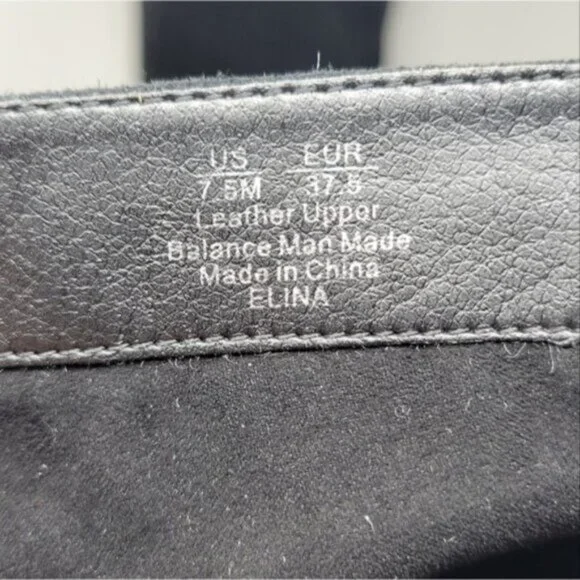 US EUR
7.5M 37.5
Leather Upper
Balance Man Made
Made in China
ELINA